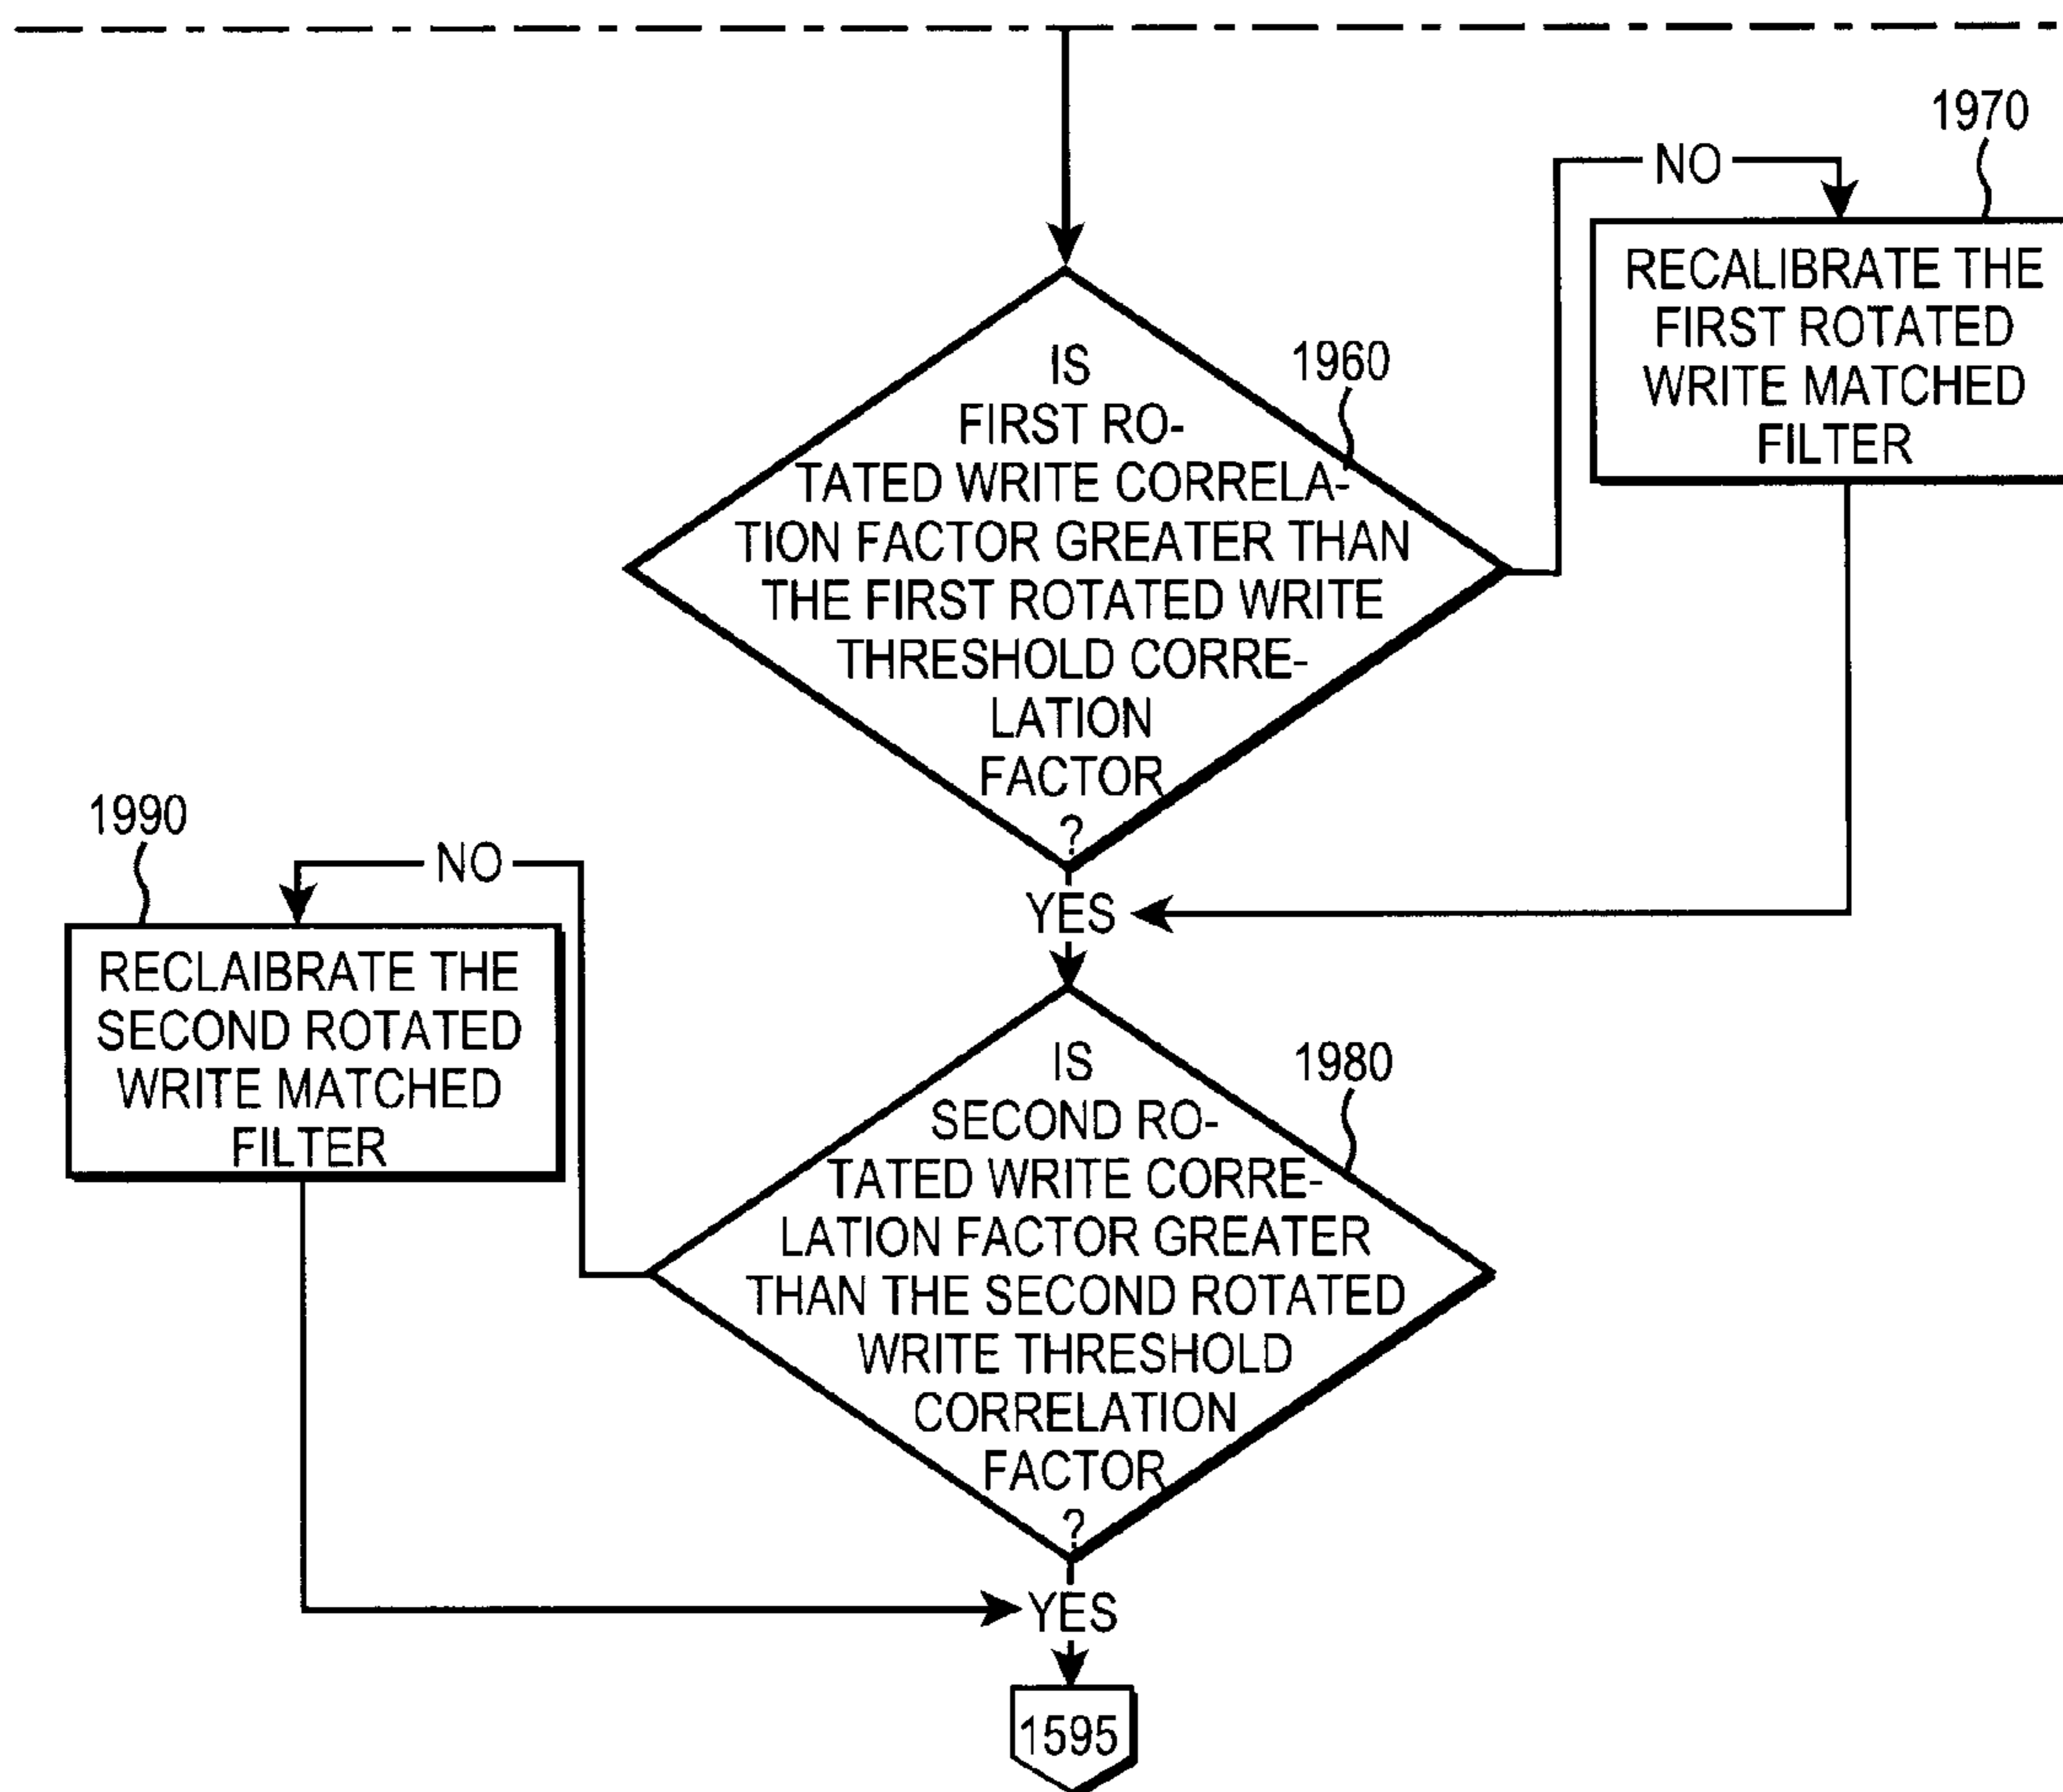 1970
NO
RECALIBRATE THE
FIRST ROTATED
WRITE MATCHED
FILTER
1960
IS
FIRST RO-
TATED WRITE CORRELA-
TION FACTOR GREATER THAN
THE FIRST ROTATED WRITE
THRESHOLD CORRE-
LATION
FACTOR
?
YES
1990
NO
RECLAIBRATE THE
SECOND ROTATED
WRITE MATCHED
FILTER
1980
IS
SECOND RO-
TATED WRITE CORRE-
LATION FACTOR GREATER
THAN THE SECOND ROTATED
WRITE THRESHOLD
CORRELATION
FACTOR
?
YES
1595